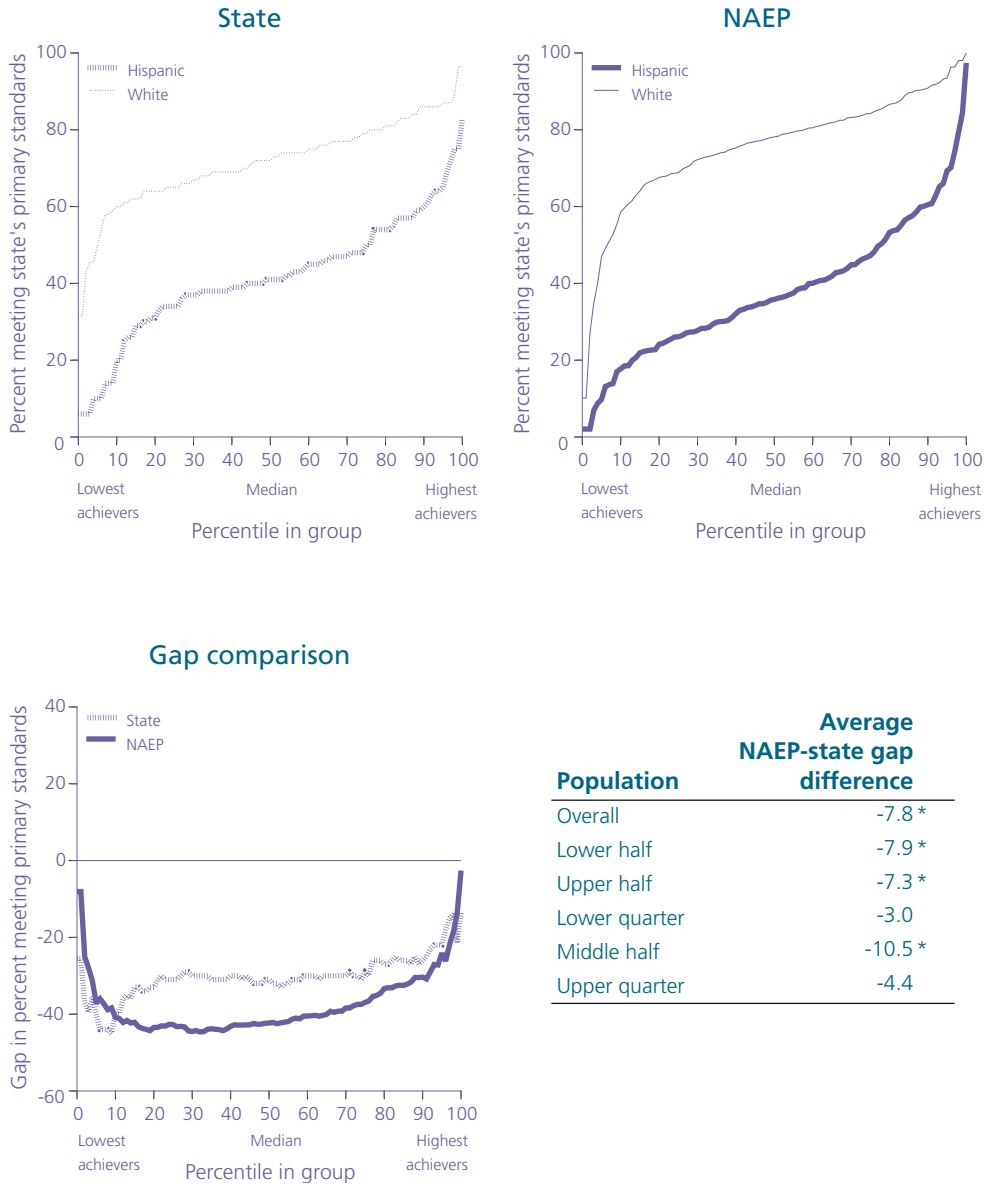 State
Percent meeting state's primary standards
100
80
60
40
20
0
Hispanic
White
0 10 20 30 40 50 60 70 80 90 100
Lowest achievers
Median
Highest achievers
Percentile in group
NAEP
Percent meeting state's primary standards
100
80
60
40
20
0
Hispanic
White
0 10 20 30 40 50 60 70 80 90 100
Lowest achievers
Median
Highest achievers
Percentile in group
Gap comparison
Gap in percent meeting primary standards
40
20
0
-20
-40
-60
State
NAEP
0 10 20 30 40 50 60 70 80 90 100
Lowest achievers
Median
Highest achievers
Percentile in group
Average
NAEP-state gap
Population difference
Overall -7.8 *
Lower half -7.9 *
Upper half -7.3 *
Lower quarter -3.0
Middle half -10.5 *
Upper quarter -4.4